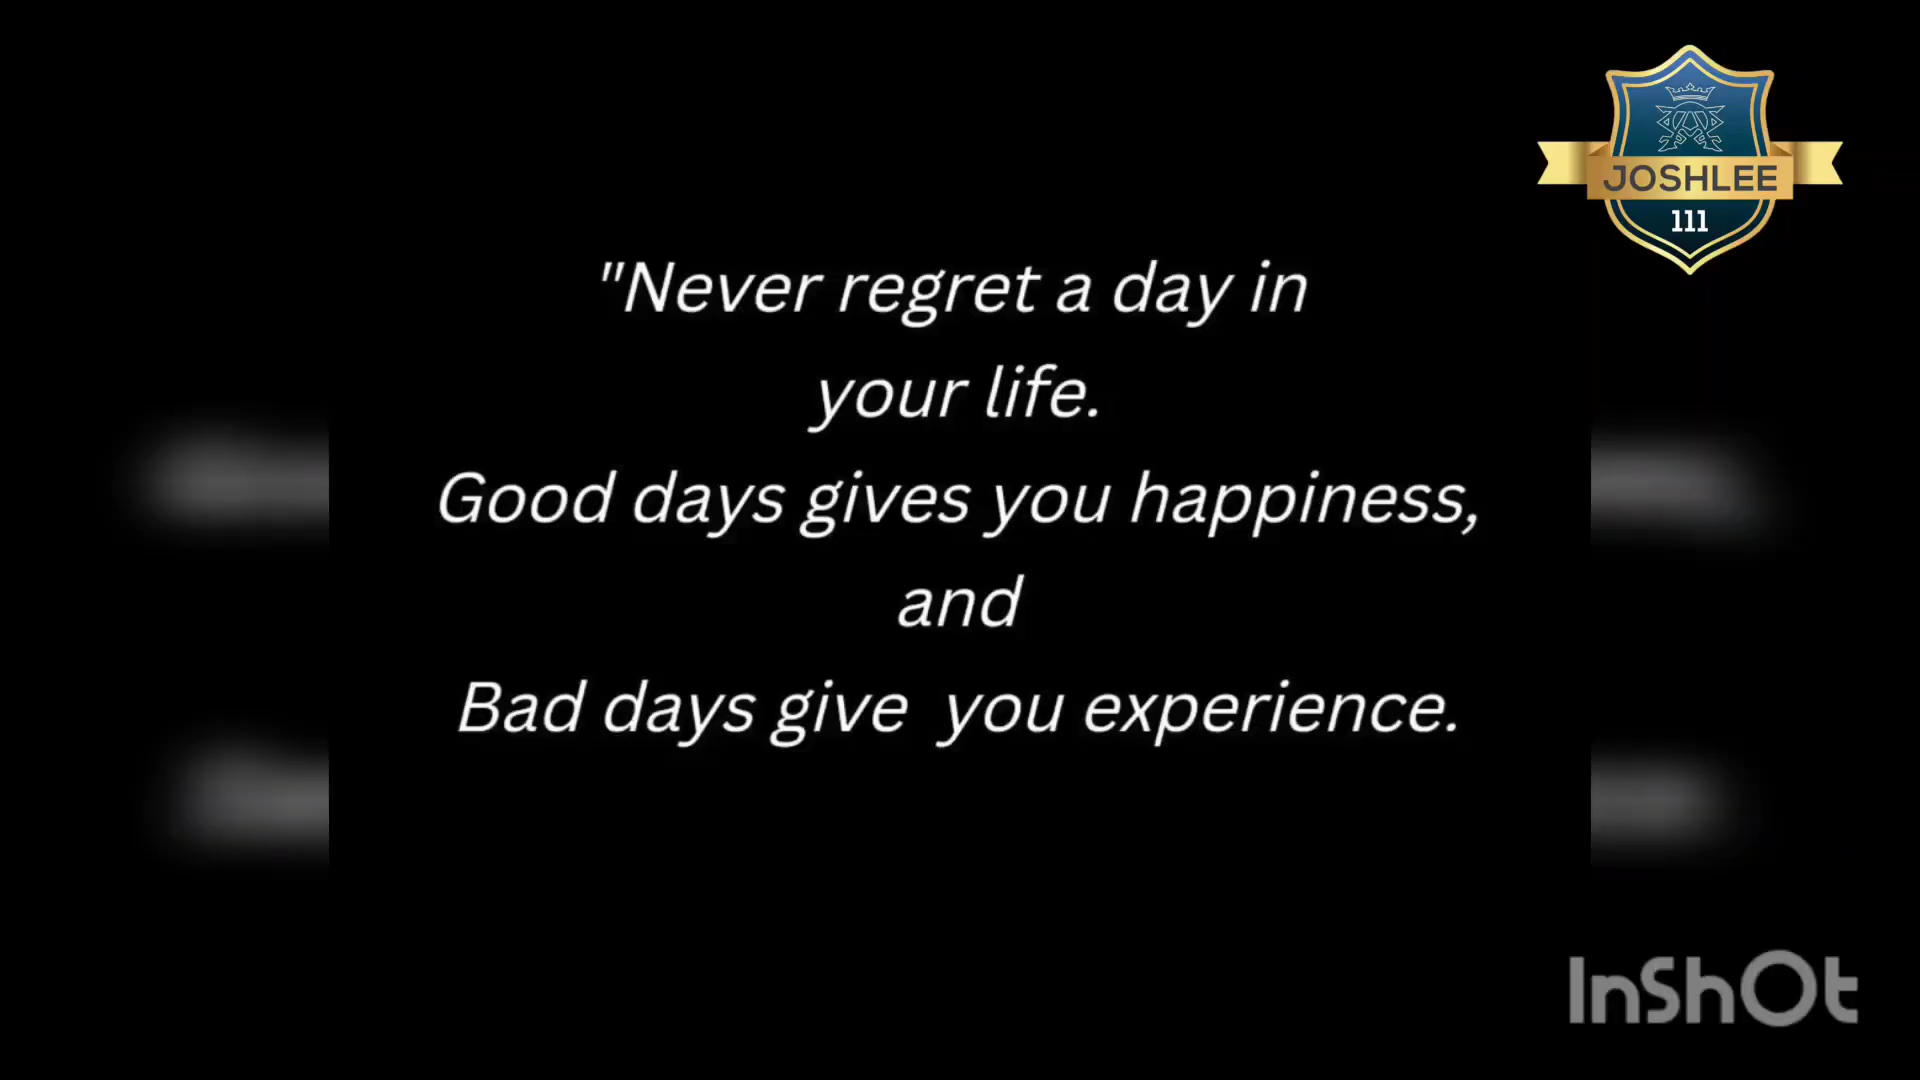 JOSHLEE
111
"Never regret a day in
your life.
Good days gives you happiness,
and
Bad days give  you experience.
InShOt